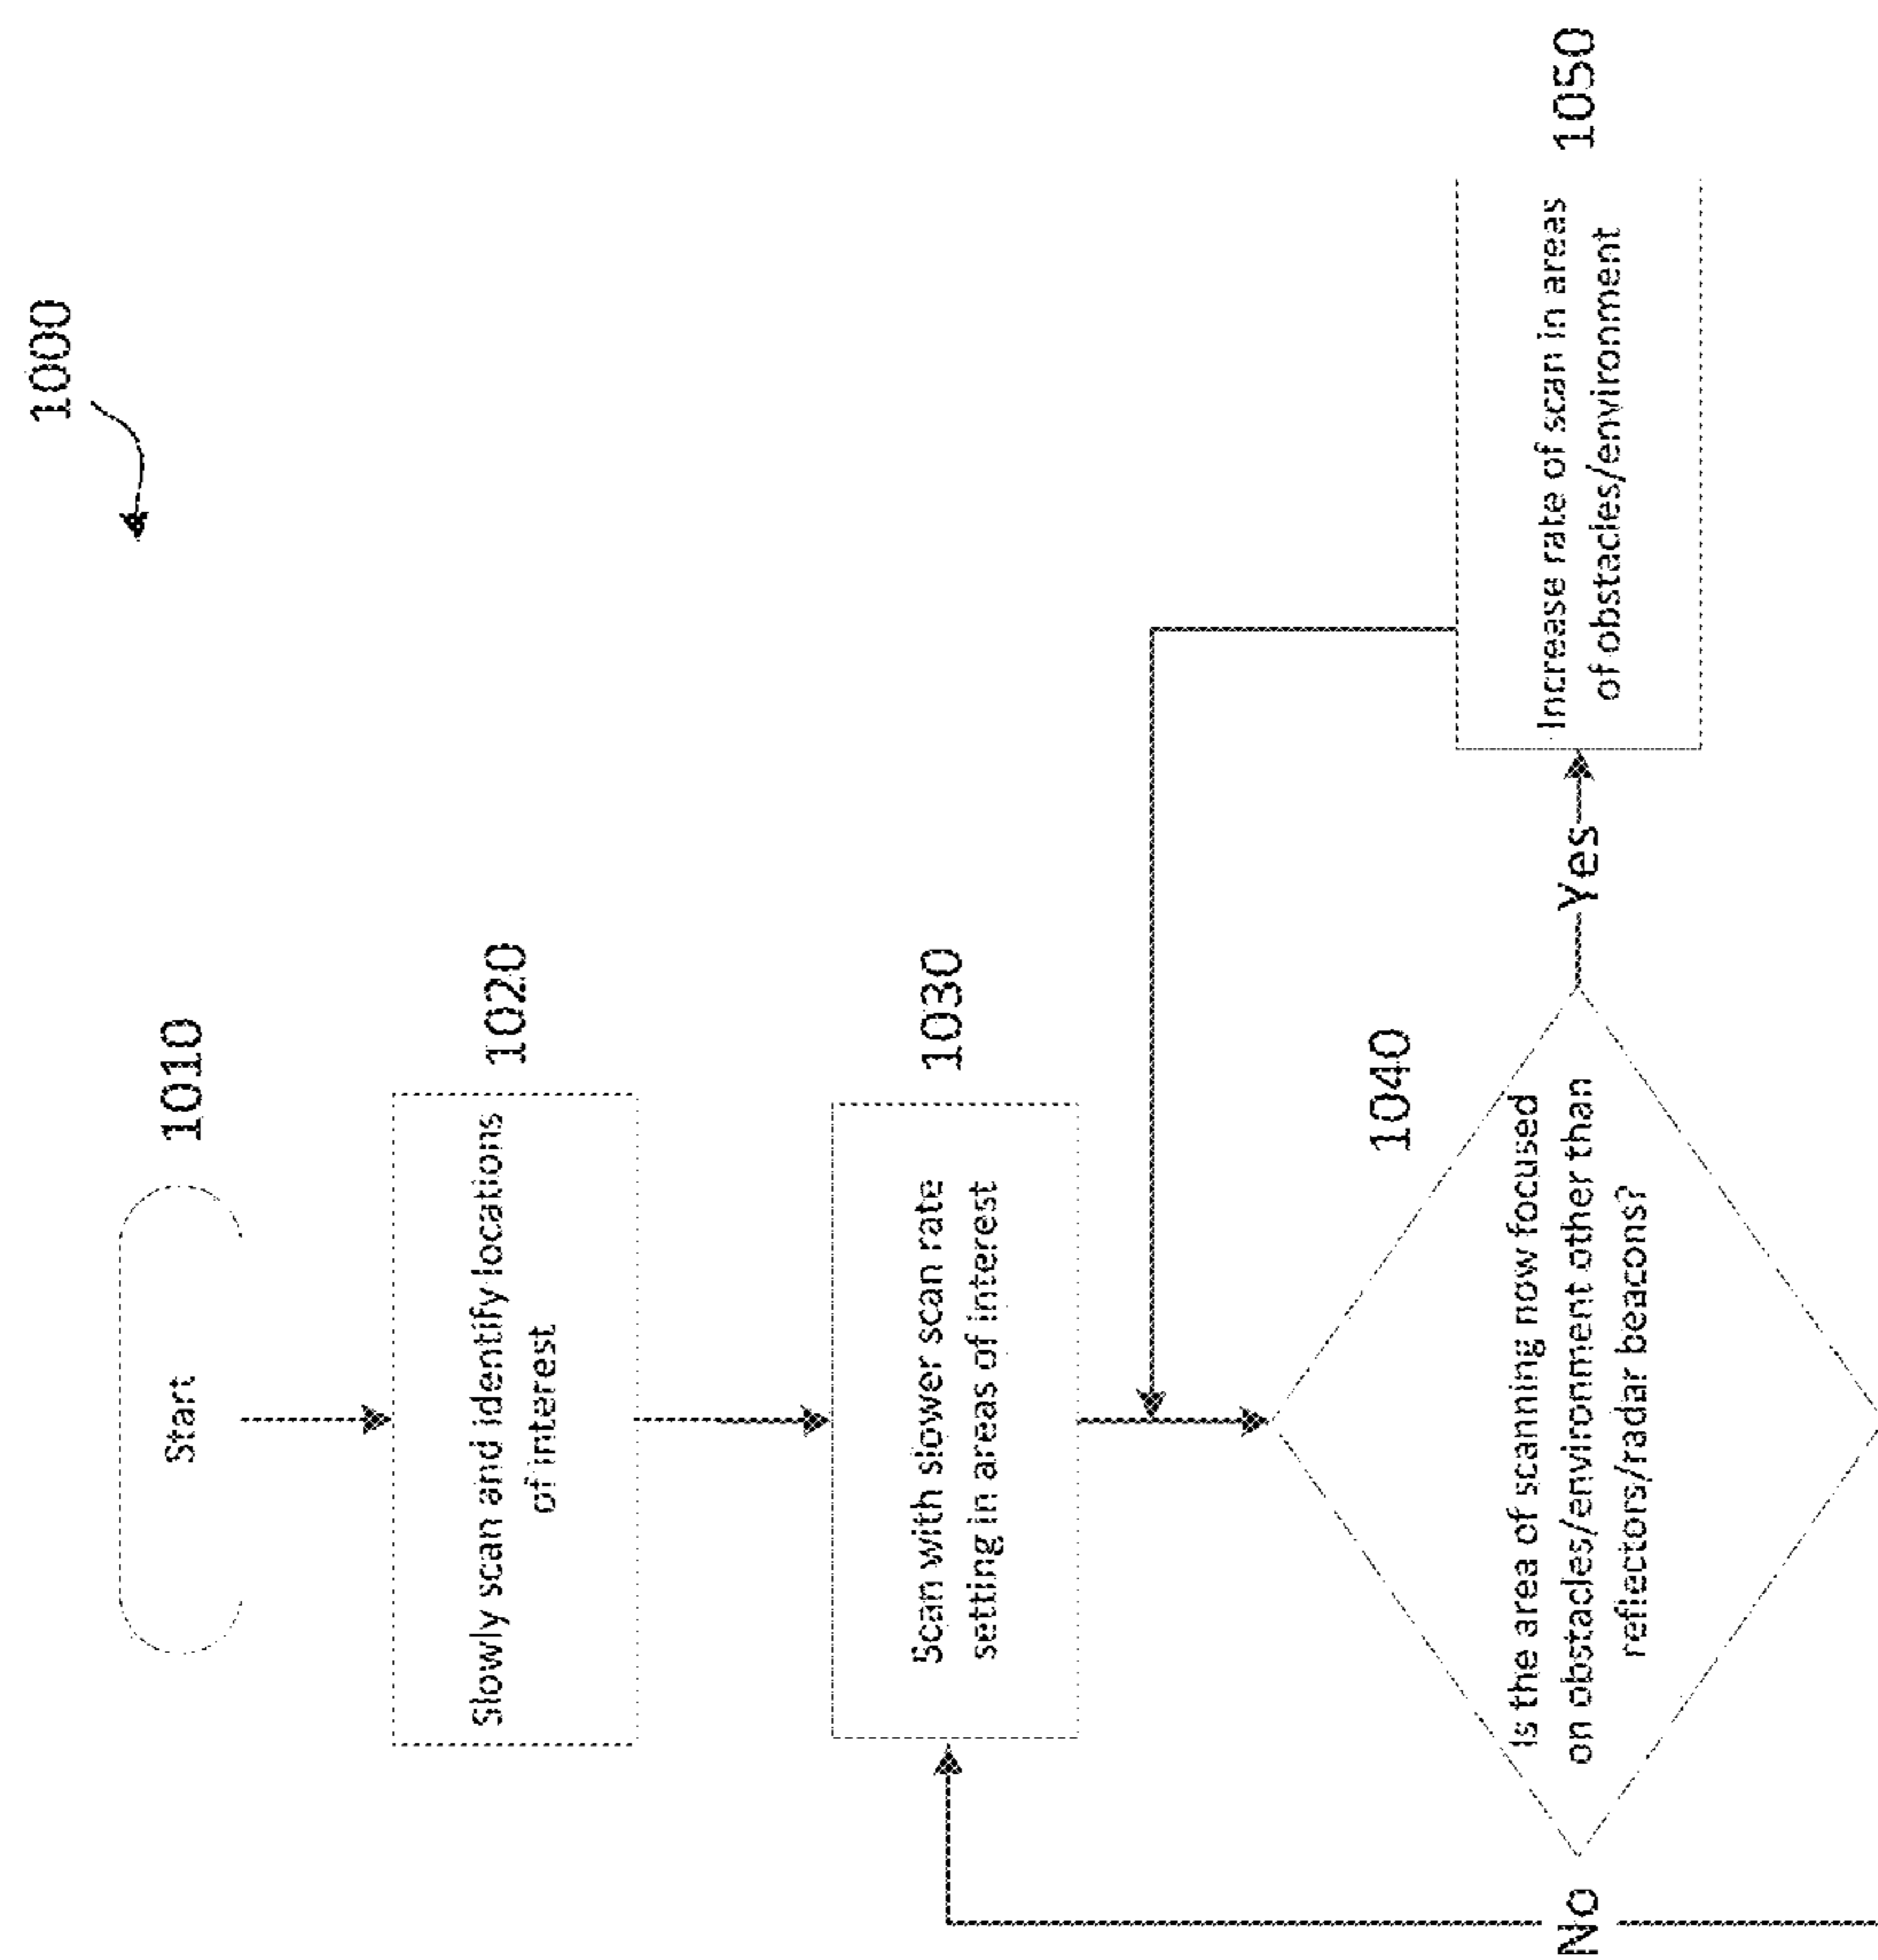 1000
Start
1010
Slowly scan and identify locations
of interest
1020
Scan with slower scan rate
setting in areas of interest
1030
1040
Is the area of scanning now focused
on obstacles/environment other than
reflectors/radar beacons?
No
Yes
Increase rate of scan in areas
of obstacles/environment
1050